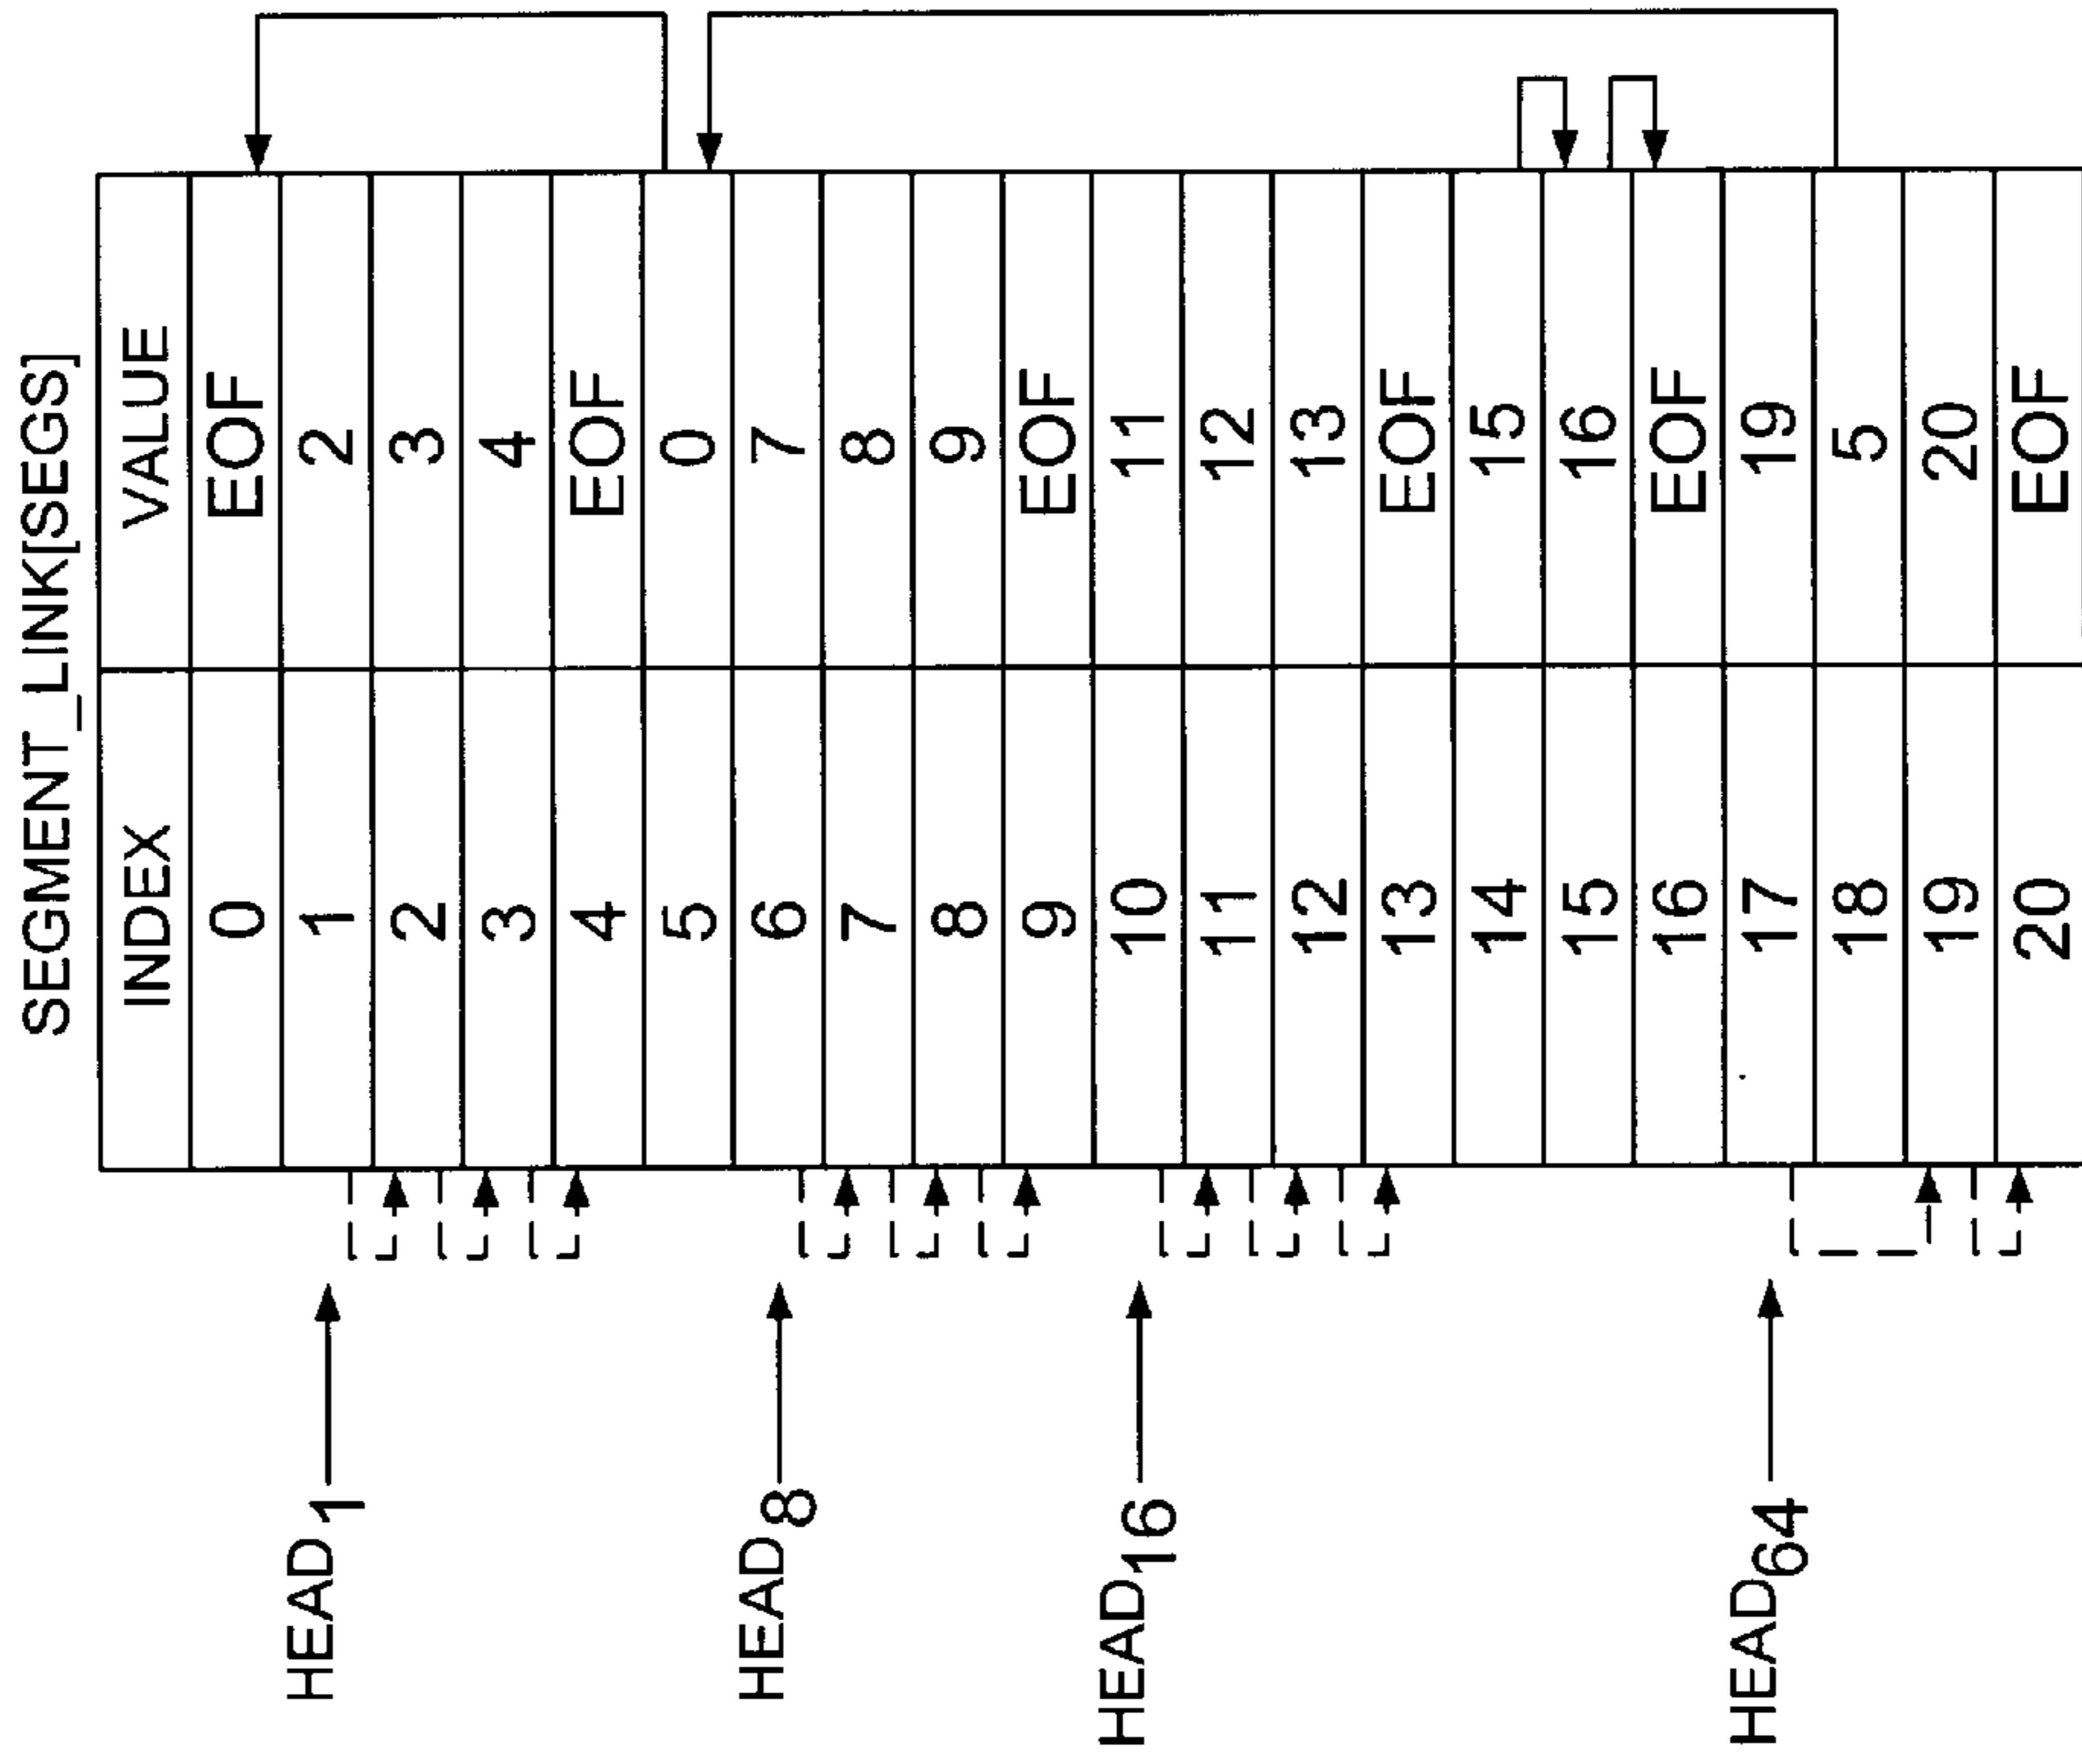 SEGMENT_LINK[SEGS]
INDEX VALUE
0 EOF
1 2
2 3
3 4
4 EOF
5 0
6 7
7 8
8 9
9 EOF
10 11
11 12
12 13
13 EOF
14 15
15 16
16 EOF
17 19
18 5
19 20
20 EOF
HEAD1
HEAD8
HEAD16
HEAD64